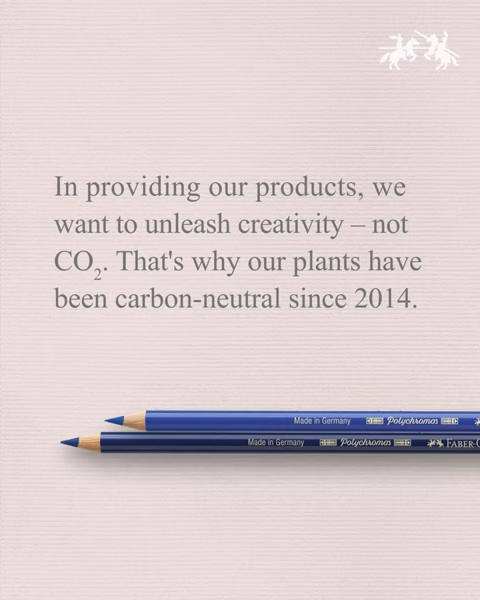 In providing our products, we
want to unleash creativity – not
CO₂. That's why our plants have
been carbon-neutral since 2014.
Made in Germany Polychromos
Made in Germany Polychromos FABER-C